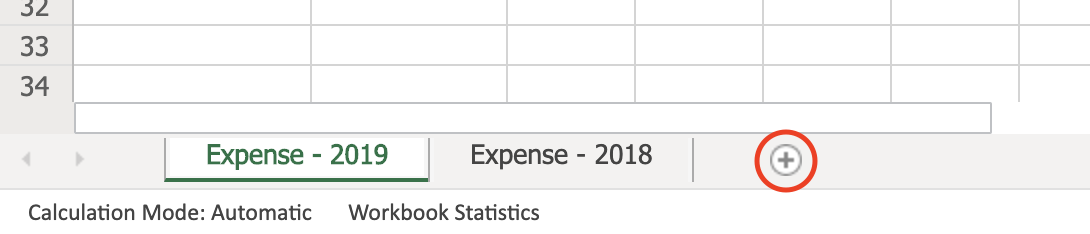 32
33
34
Expense - 2019 Expense - 2018
Calculation Mode: Automatic Workbook Statistics